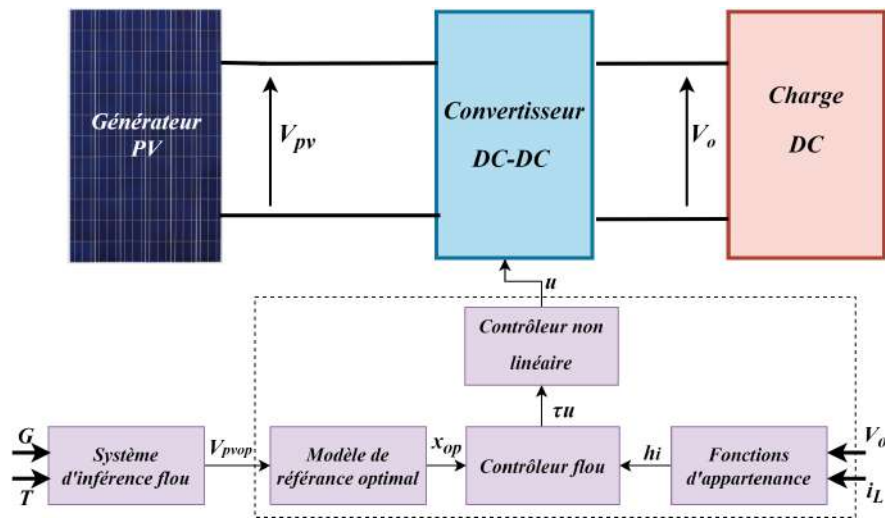 Générateur
PV
V_pv
Convertisseur
DC-DC
V_o
Charge
DC
u
Contrôleur non
linéaire
τu
G
T
Système
d'inférence flou
V_pvop
Modèle de
référance optimal
x_op
Contrôleur flou
hi
Fonctions
d'appartenance
V_o
i_L